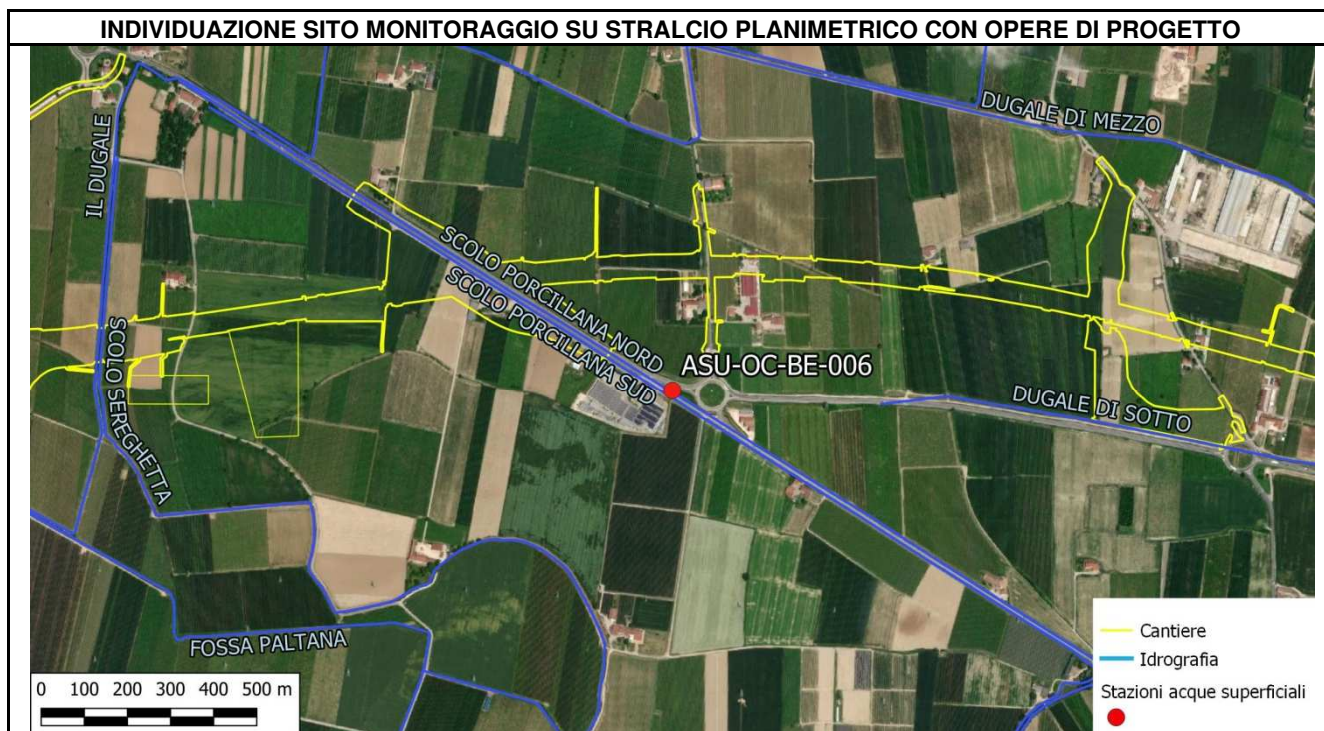 INDIVIDUAZIONE SITO MONITORAGGIO SU STRALCIO PLANIMETRICO CON OPERE DI PROGETTO
DUGALE DI MEZZO
IL DUGALE
SCOLO PORCILLANA NORD
SCOLO PORCILLANA SUD
ASU-OC-BE-006
SCOLO SEREGHETTA
DUGALE DI SOTTO
FOSSA PALTANA
0 100 200 300 400 500 m
Cantiere
Idrografia
Stazioni acque superficiali